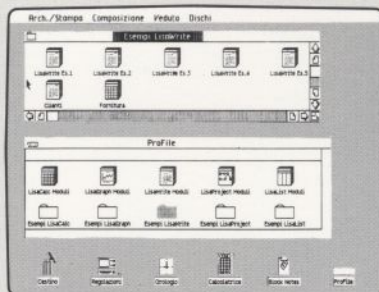 Arch./Stampa Composizione Veduta Dischi
Esempi LisaWrite
LisaWrite Es.1 LisaWrite Es.2 LisaWrite Es.3 LisaWrite Es.4 LisaWrite Es.5
Clienti Fornitura
ProFile
LisaCalc Moduli LisaGraph Moduli LisaWrite Moduli LisaProject Moduli LisaList Moduli
Esempi LisaCalc Esempi LisaGraph Esempi LisaWrite Esempi LisaProject Esempi LisaList
Cestino Regolazioni Orologio Calcolatrice Blocco notes ProFile